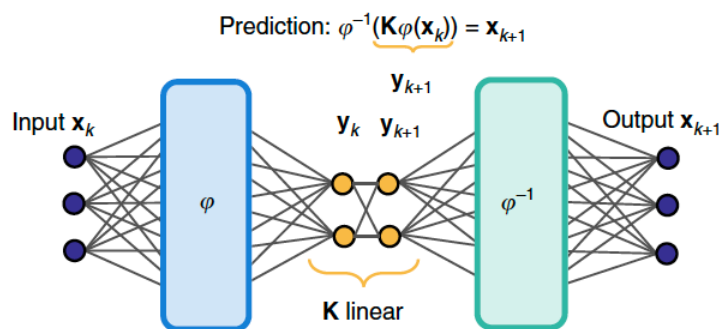 Prediction: φ⁻¹(Kφ(xₖ)) = xₖ₊₁
yₖ₊₁
Input xₖ
yₖ yₖ₊₁
Output xₖ₊₁
φ
φ⁻¹
K linear